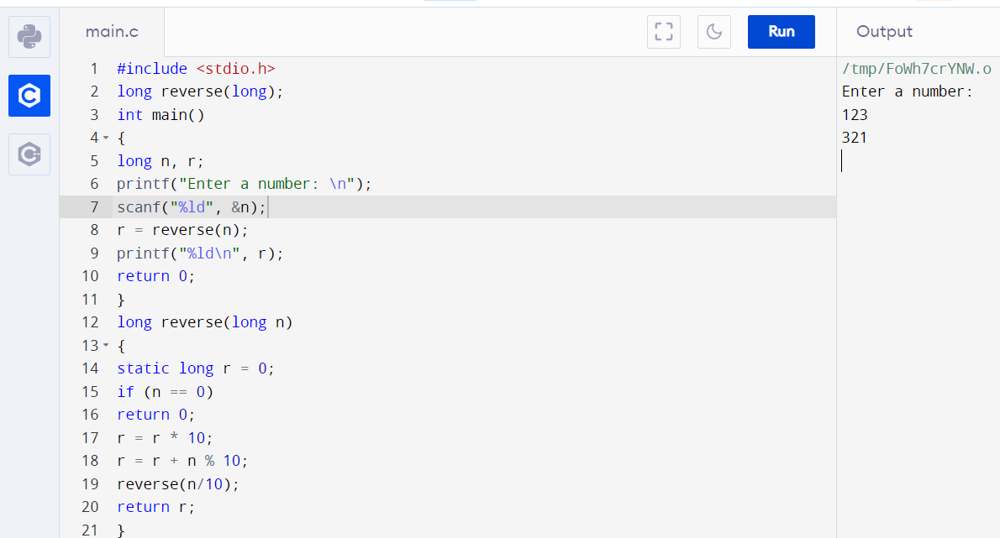 main.c
Run
Output
1 #include <stdio.h>
2 long reverse(long);
3 int main()
4 {
5 long n, r;
6 printf("Enter a number: \n");
7 scanf("%ld", &n);
8 r = reverse(n);
9 printf("%ld\n", r);
10 return 0;
11 }
12 long reverse(long n)
13 {
14 static long r = 0;
15 if (n == 0)
16 return 0;
17 r = r * 10;
18 r = r + n % 10;
19 reverse(n/10);
20 return r;
21 }
/tmp/FoWh7crYNW.o
Enter a number:
123
321